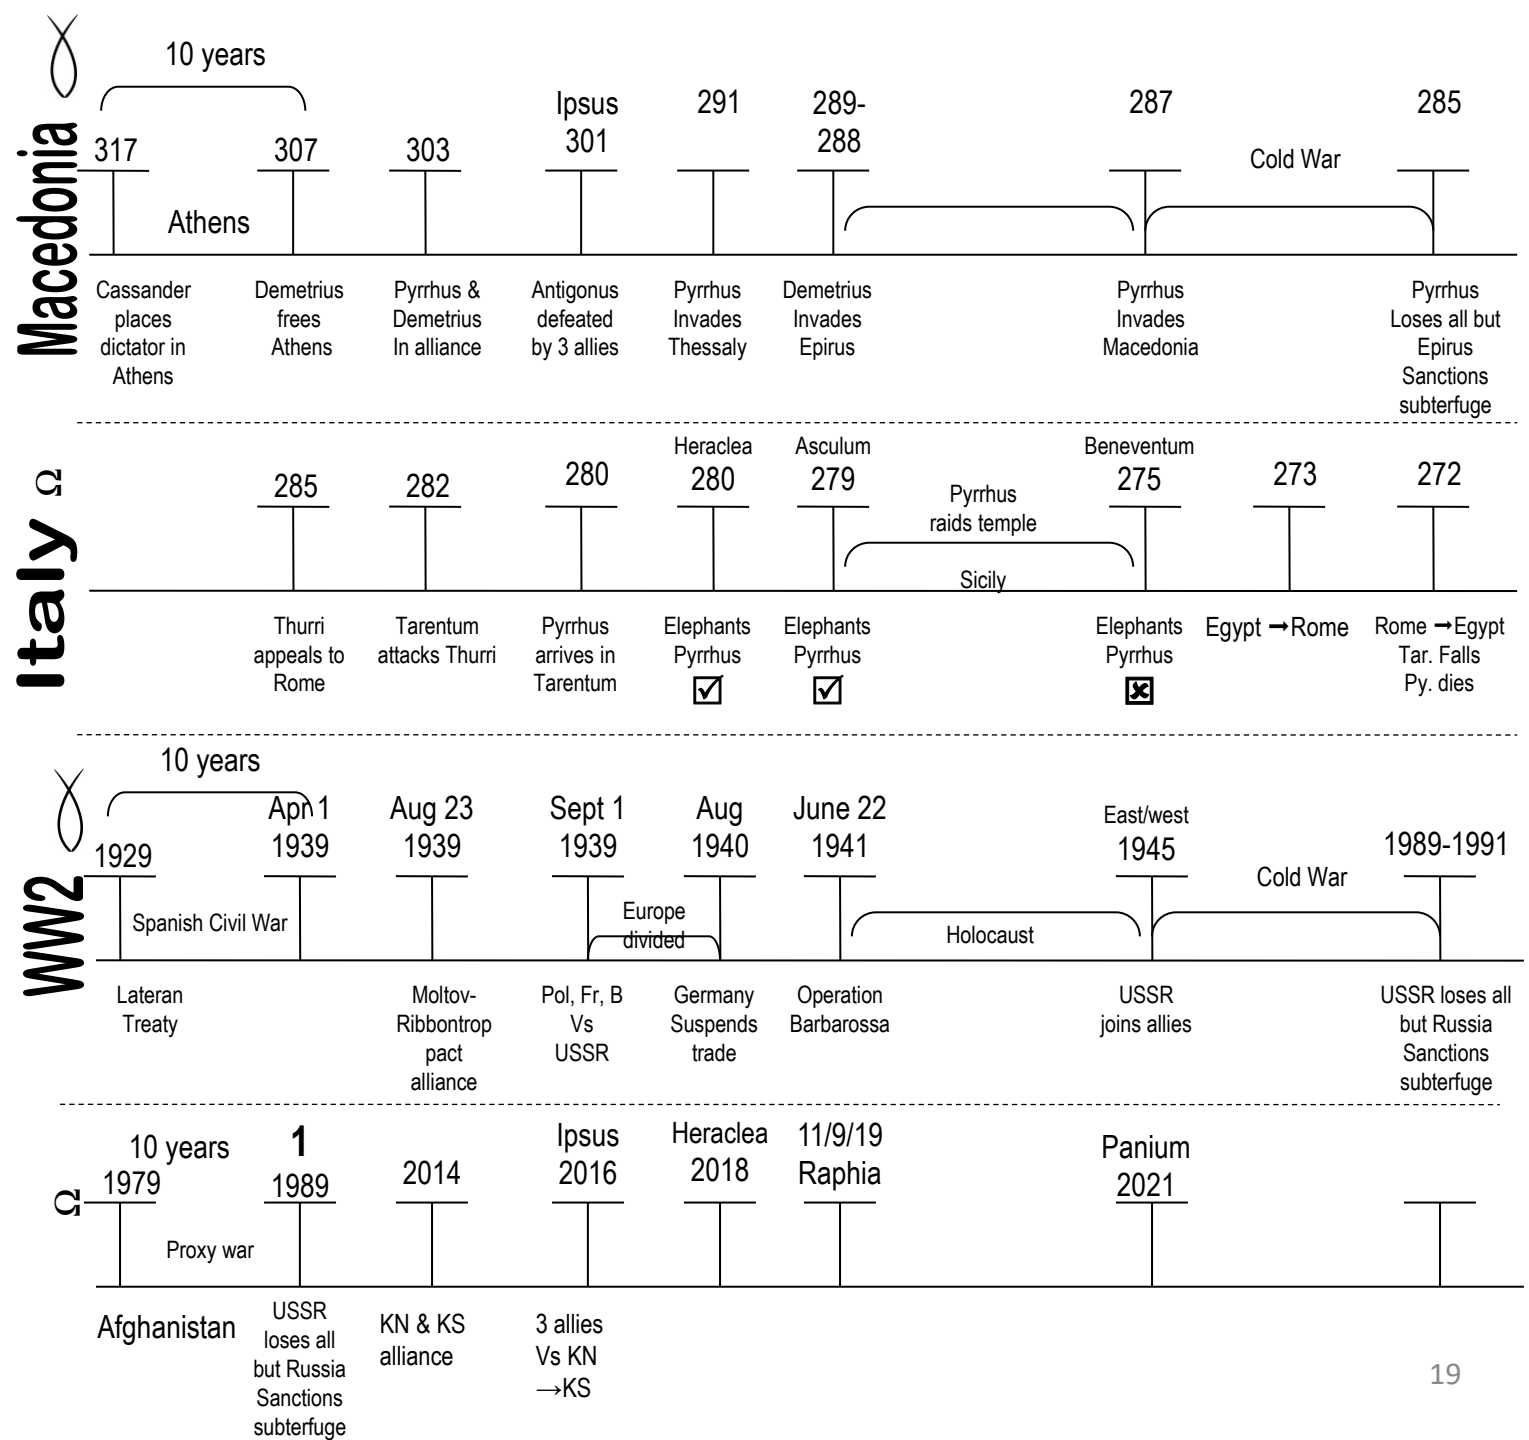 Macedonia
10 years
317
307
303
Ipsus
301
291
289-
288
287
285
Athens
Cold War
Cassander
places
dictator in
Athens
Demetrius
frees
Athens
Pyrrhus &
Demetrius
In alliance
Antigonus
defeated
by 3 allies
Pyrrhus
Invades
Thessaly
Demetrius
Invades
Epirus
Pyrrhus
Invades
Macedonia
Pyrrhus
Loses all but
Epirus
Sanctions
subterfuge
Italy Ω
285
282
280
Heraclea
280
Asculum
279
Pyrrhus
raids temple
Sicily
Beneventum
275
273
272
Thurri
appeals to
Rome
Tarentum
attacks Thurri
Pyrrhus
arrives in
Tarentum
Elephants
Pyrrhus
☑
Elephants
Pyrrhus
☑
Elephants
Pyrrhus
☒
Egypt ➞Rome
Rome ➞Egypt
Tar. Falls
Py. dies
WW2
10 years
1929
Apr 1
1939
Aug 23
1939
Sept 1
1939
Aug
1940
June 22
1941
East/west
1945
1989-1991
Spanish Civil War
Europe
divided
Holocaust
Cold War
Lateran
Treaty
Moltov-
Ribbontrop
pact
alliance
Pol, Fr, B
Vs
USSR
Germany
Suspends
trade
Operation
Barbarossa
USSR
joins allies
USSR loses all
but Russia
Sanctions
subterfuge
Ω
10 years
1979
1
1989
2014
Ipsus
2016
Heraclea
2018
11/9/19
Raphia
Panium
2021
Proxy war
Afghanistan
USSR
loses all
but Russia
Sanctions
subterfuge
KN & KS
alliance
3 allies
Vs KN
→KS
19